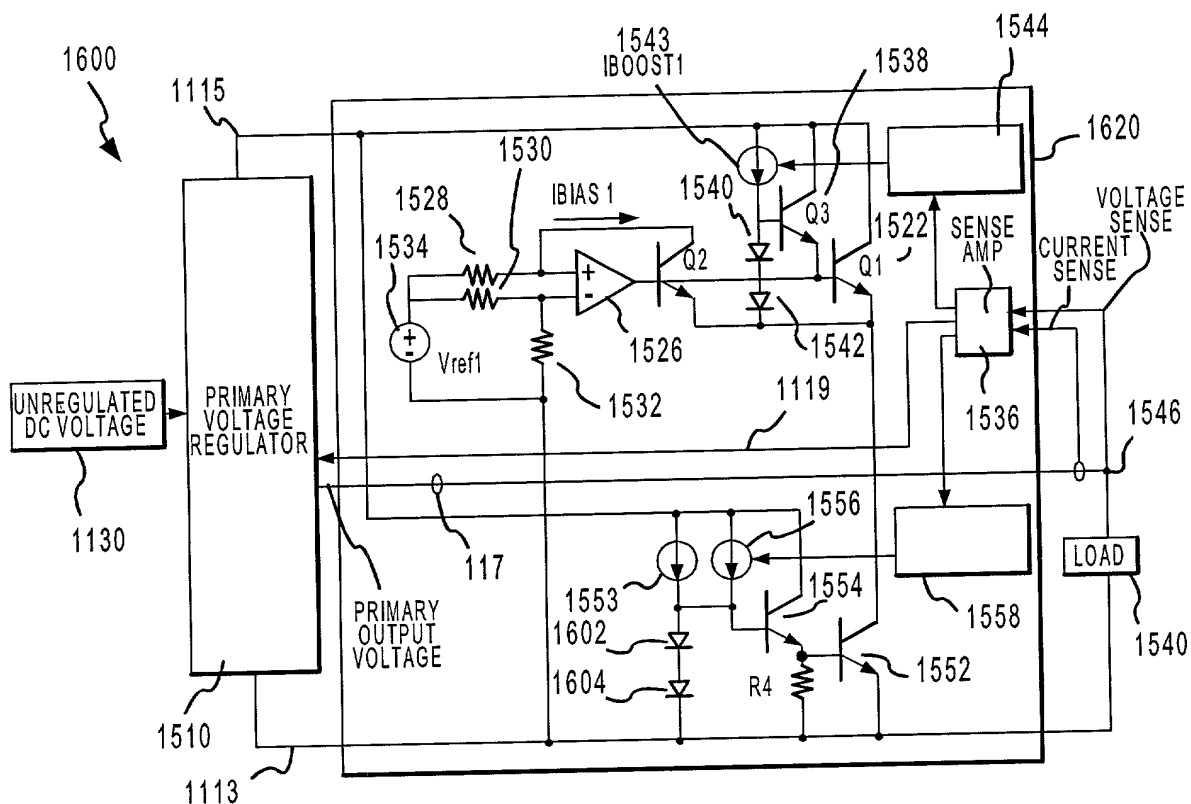 1600
1115
1543
IBOOST1
1538
1544
1620
1530
1528
IBIAS 1
1540
1534
Q3
1522
Q2
Q1
SENSE
AMP
VOLTAGE
SENSE
CURRENT
SENSE
+
-
+
-
Vref1
1526
1542
1532
1536
1119
1546
UNREGULATED
DC VOLTAGE
PRIMARY
VOLTAGE
REGULATOR
1130
117
PRIMARY
OUTPUT
VOLTAGE
1556
1553
1554
1558
LOAD
1602
1604
R4
1552
1540
1510
1113